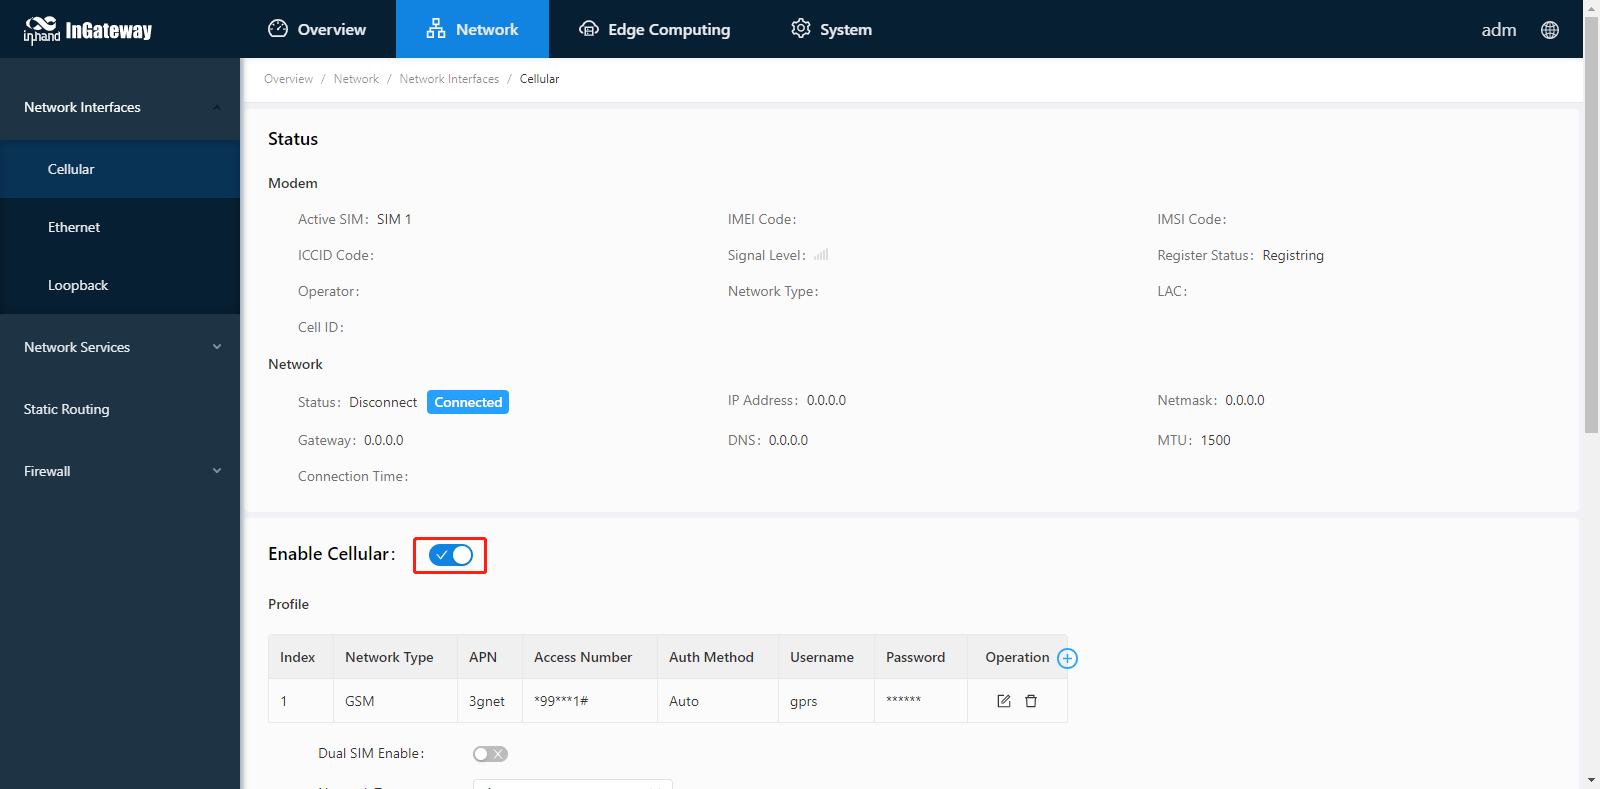 inhand InGateway Overview Network Edge Computing System adm
Overview / Network / Network Interfaces / Cellular
Network Interfaces
Cellular
Ethernet
Loopback
Network Services
Static Routing
Firewall
Status
Modem
Active SIM: SIM 1 IMEI Code: IMSI Code:
ICCID Code: Signal Level: Register Status: Registring
Operator: Network Type: LAC:
Cell ID:
Network
Status: Disconnect Connected IP Address: 0.0.0.0 Netmask: 0.0.0.0
Gateway: 0.0.0.0 DNS: 0.0.0.0 MTU: 1500
Connection Time:
Enable Cellular:
Profile
Index Network Type APN Access Number Auth Method Username Password Operation
1 GSM 3gnet *99***1# Auto gprs ******
Dual SIM Enable: